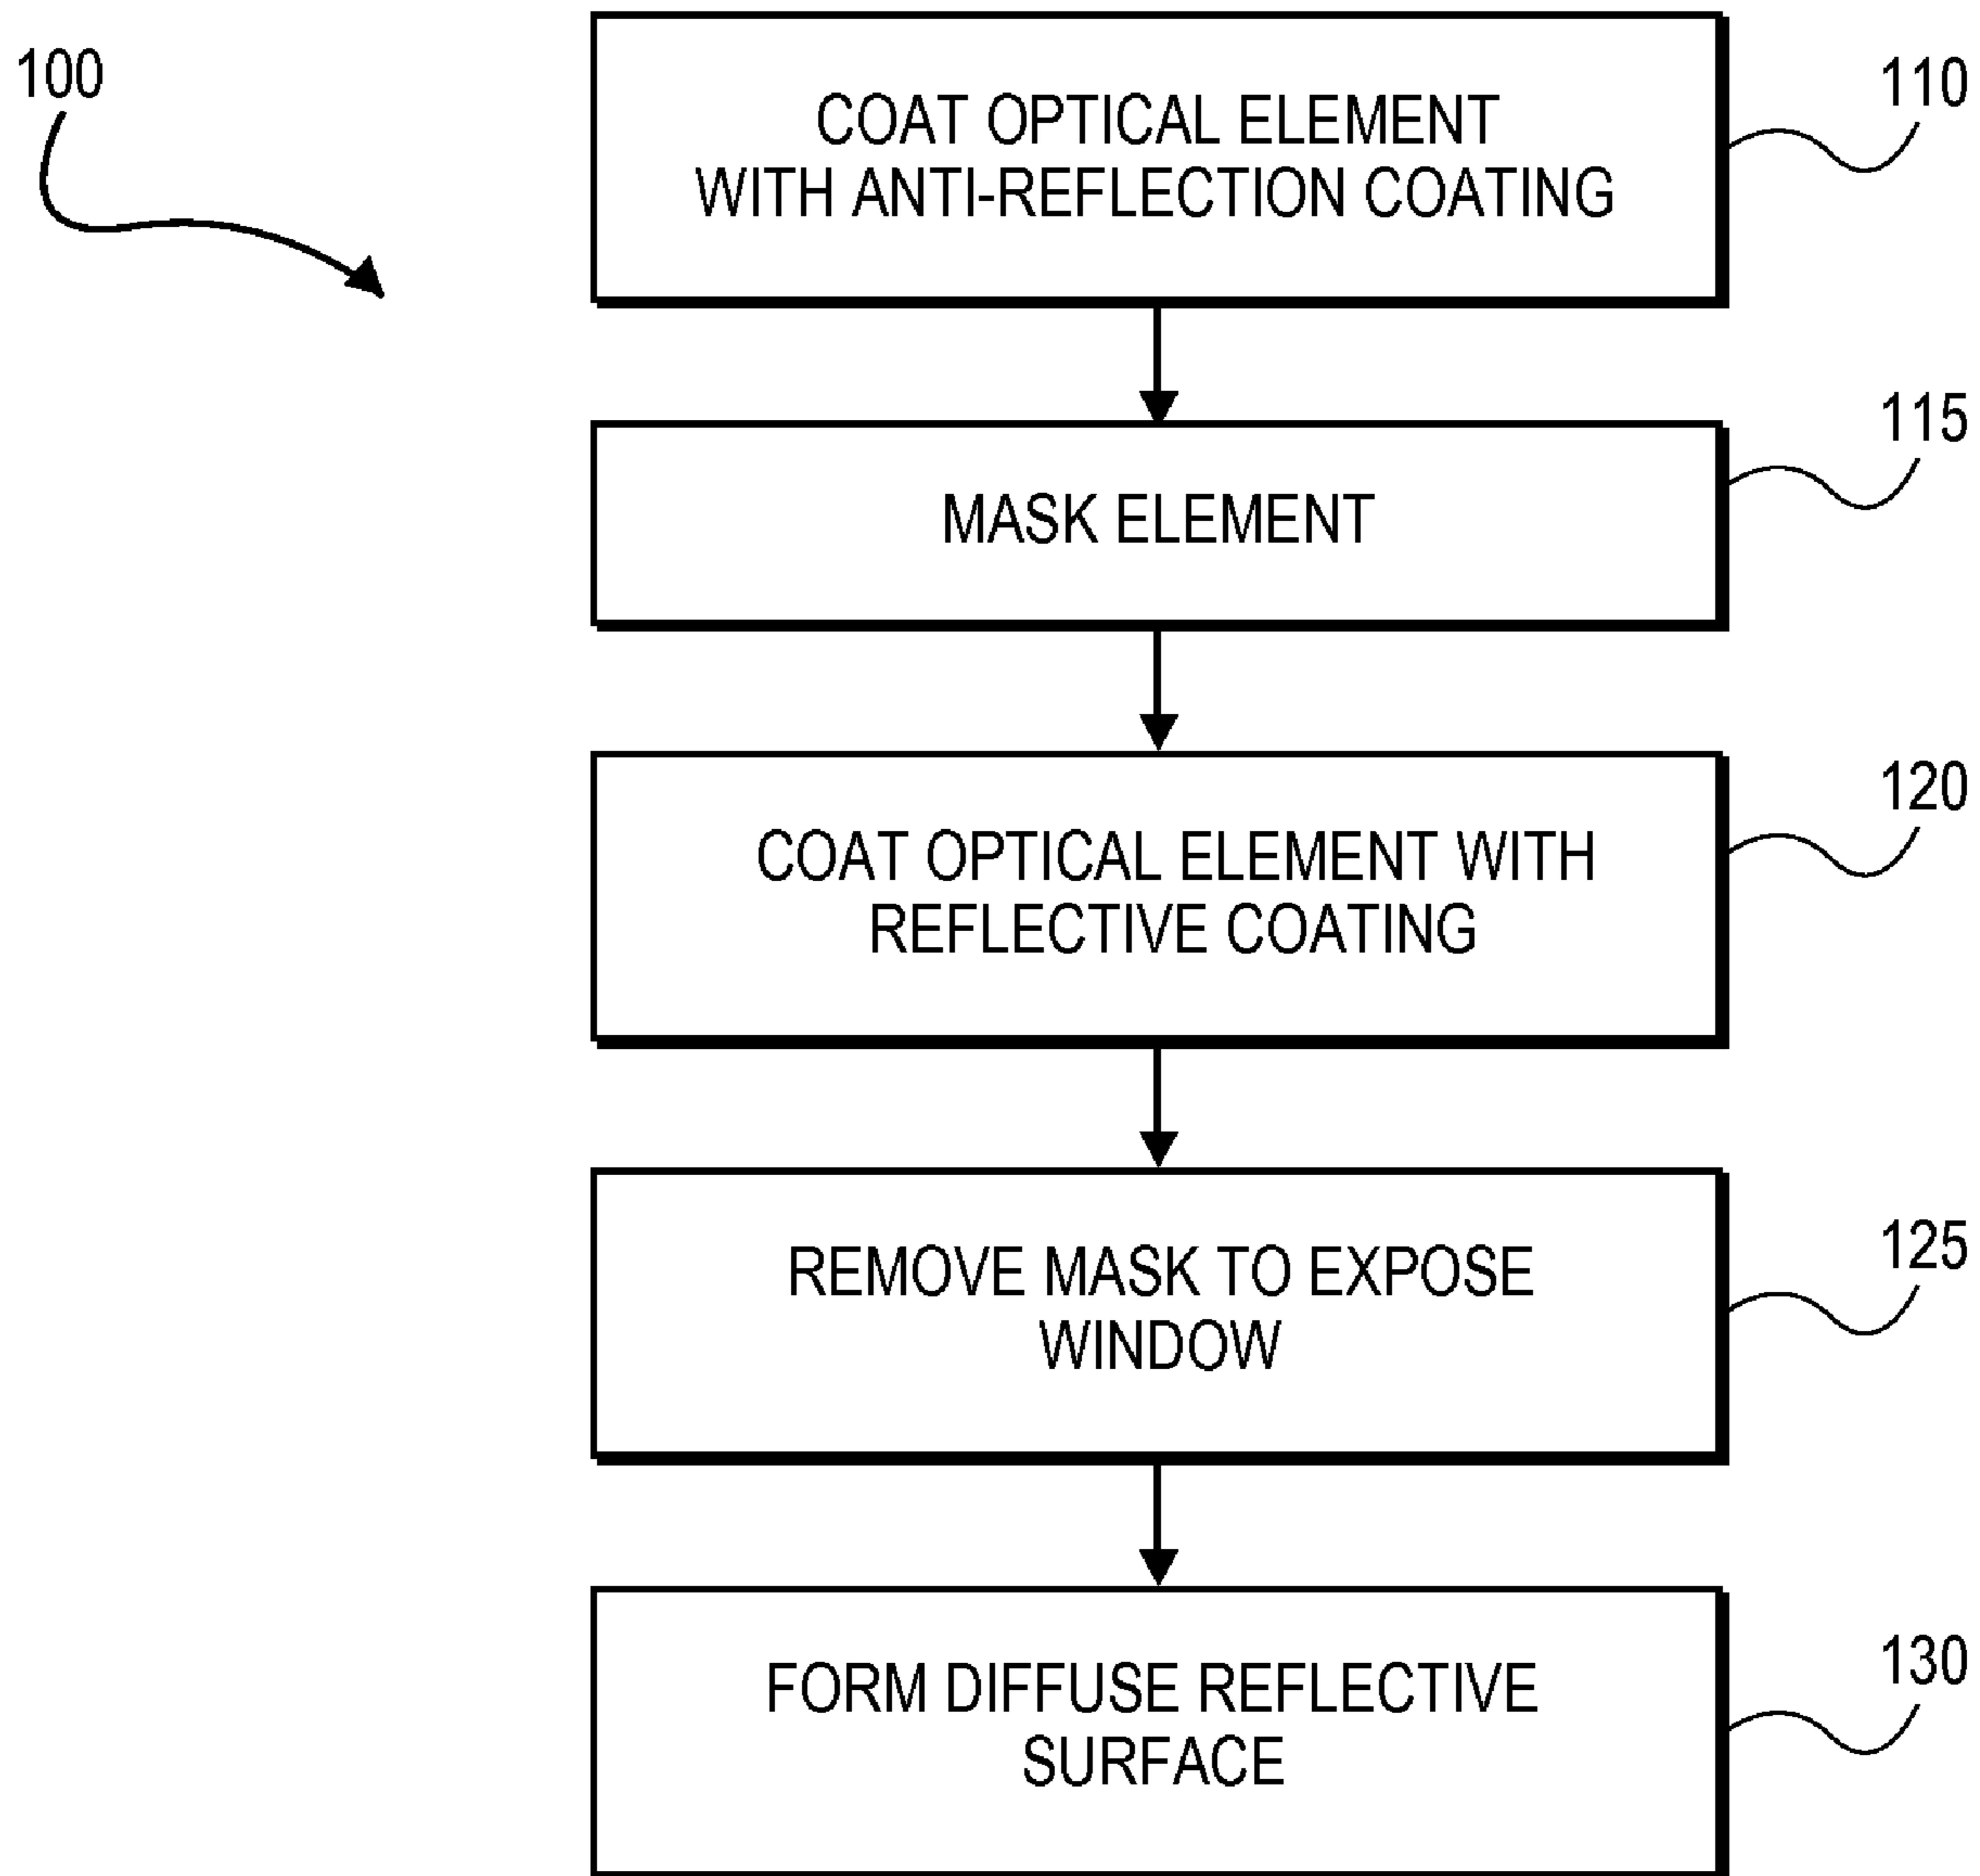 100
110
COAT OPTICAL ELEMENT
WITH ANTI-REFLECTION COATING
115
MASK ELEMENT
120
COAT OPTICAL ELEMENT WITH
REFLECTIVE COATING
125
REMOVE MASK TO EXPOSE
WINDOW
130
FORM DIFFUSE REFLECTIVE
SURFACE